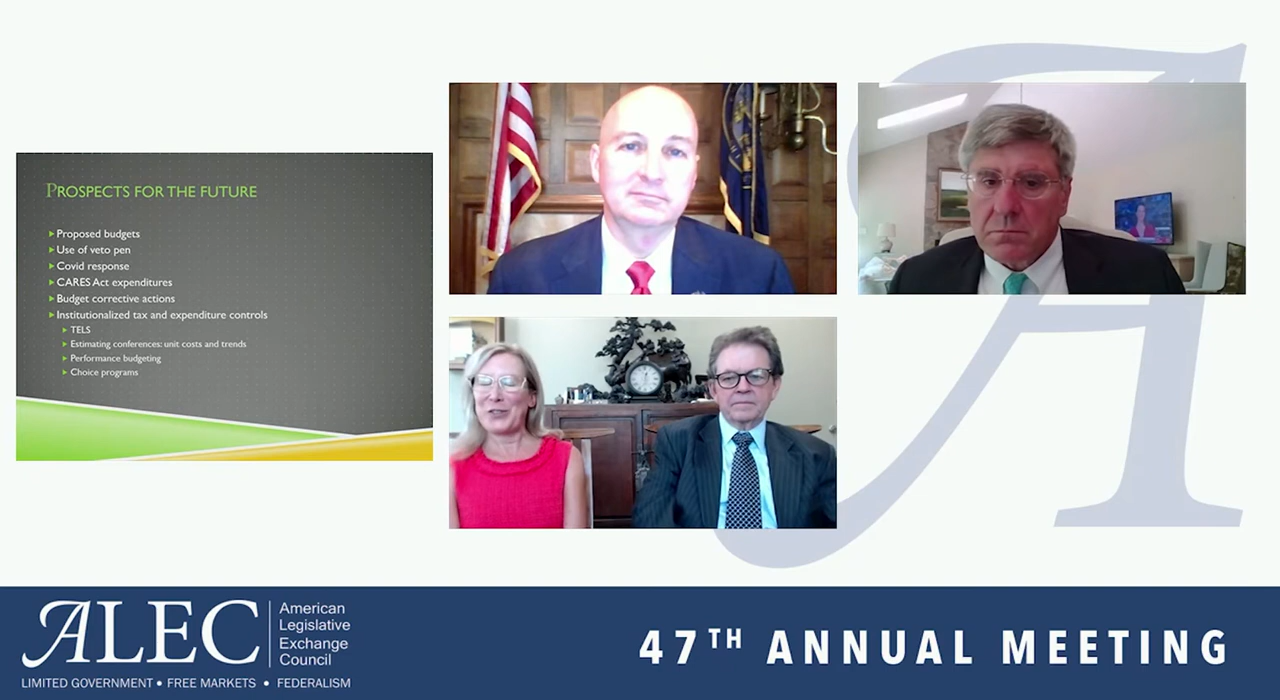 PROSPECTS FOR THE FUTURE
Proposed budgets
Use of veto pen
Covid response
CARES Act expenditures
Budget corrective actions
Institutionalized tax and expenditure controls
TELS
Estimating conferences: unit costs and trends
Performance budgeting
Choice programs
ALEC
American
Legislative
Exchange
Council
LIMITED GOVERNMENT • FREE MARKETS • FEDERALISM
47TH ANNUAL MEETING